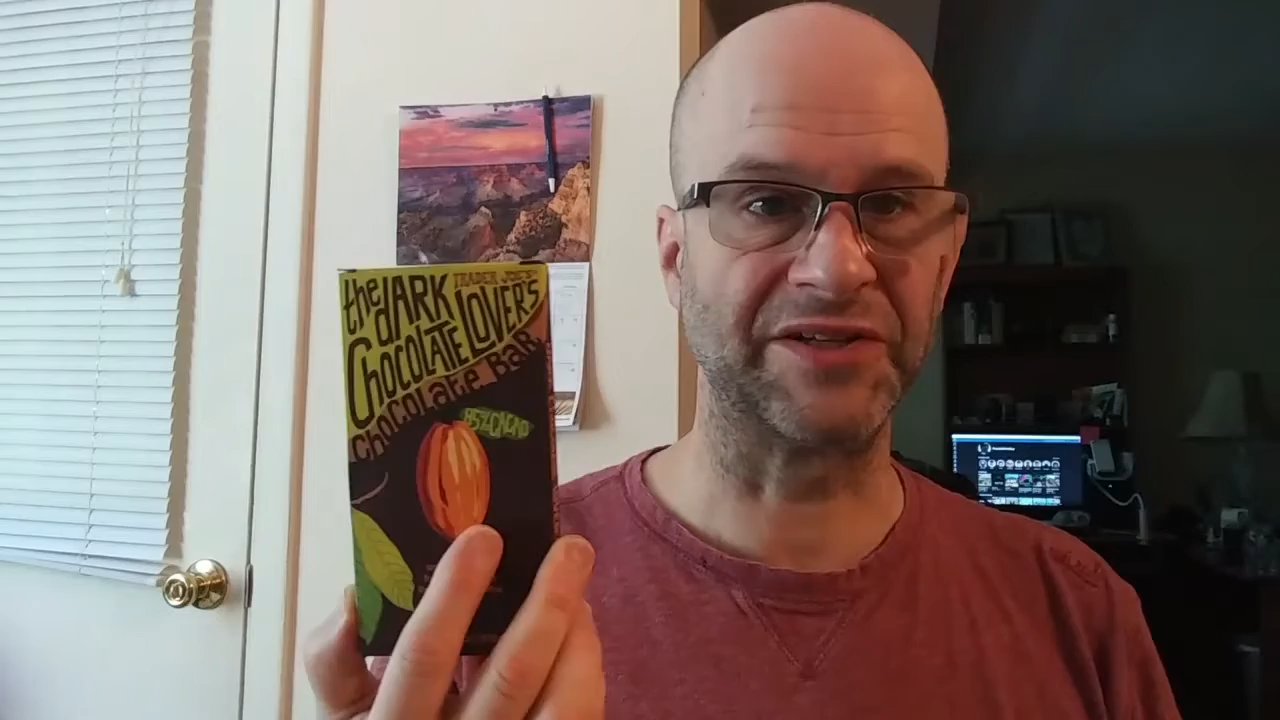 TRADER JOE'S
the dARK
ChocoLATE LOVER'S
Chocolate BaR
85% CACAO